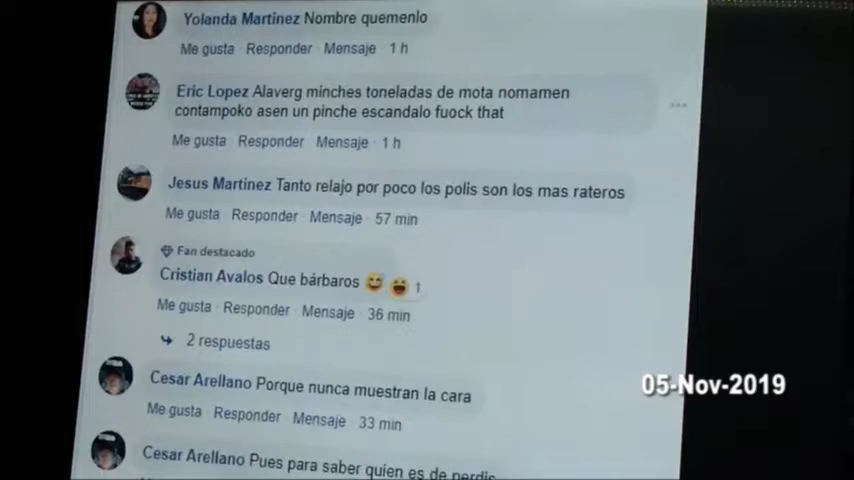 Yolanda Martinez Nombre quemenlo
Me gusta · Responder · Mensaje · 1 h
Eric Lopez Alaverg minches toneladas de mota nomamen
contampoko asen un pinche escandalo fuock that
Me gusta · Responder · Mensaje · 1 h
Jesus Martinez Tanto relajo por poco los polis son los mas rateros
Me gusta · Responder · Mensaje · 57 min
Fan destacado
Cristian Avalos Que bárbaros 😅 😆 1
Me gusta · Responder · Mensaje · 36 min
2 respuestas
Cesar Arellano Porque nunca muestran la cara
Me gusta · Responder · Mensaje · 33 min
05-Nov-2019
Cesar Arellano Pues para saber quien es de perdis